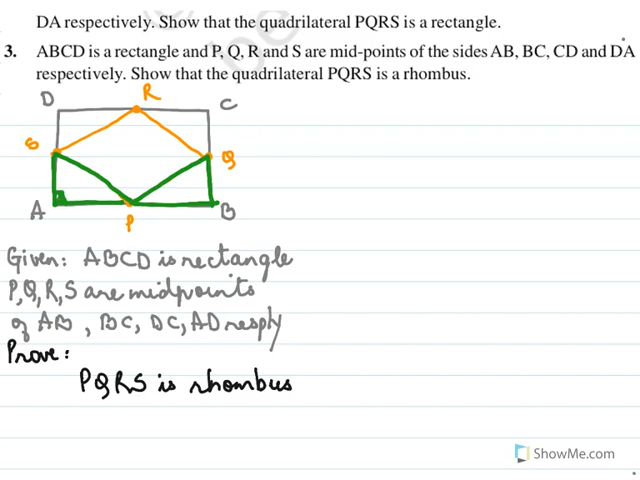 DA respectively. Show that the quadrilateral PQRS is a rectangle.
3. ABCD is a rectangle and P, Q, R and S are mid-points of the sides AB, BC, CD and DA
respectively. Show that the quadrilateral PQRS is a rhombus.
D R C
S Q
A P B
Given: ABCD is rectangle
P,Q,R,S are midpoints
of AB, BC, DC, AD resply
Prove:
PQRS is rhombus
ShowMe.com